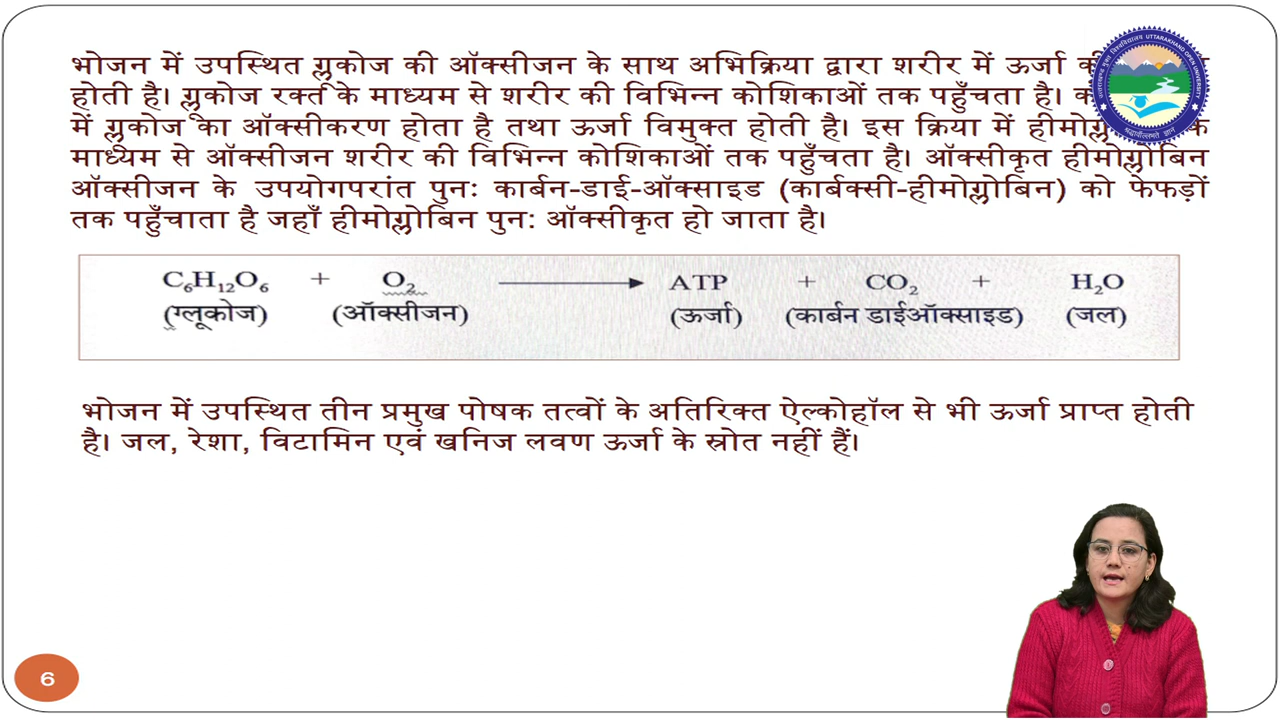 भोजन में उपस्थित ग्लूकोज की ऑक्सीजन के साथ अभिक्रिया द्वारा शरीर में ऊर्जा
होती है। ग्लूकोज रक्त के माध्यम से शरीर की विभिन्न कोशिकाओं तक पहुँचता है।
में ग्लूकोज का ऑक्सीकरण होता है तथा ऊर्जा विमुक्त होती है। इस क्रिया में
माध्यम से ऑक्सीजन शरीर की विभिन्न कोशिकाओं तक पहुँचता है। ऑक्सीकृत हीमोग्लोबिन
ऑक्सीजन के उपयोगपरांत पुनः कार्बन-डाई-ऑक्साइड (कार्बक्सी-हीमोग्लोबिन) को फेफड़ों
तक पहुँचाता है जहाँ हीमोग्लोबिन पुन: ऑक्सीकृत हो जाता है।
C₆H₁₂O₆ + O₂ → ATP + CO₂ + H₂O
(ग्लूकोज) (ऑक्सीजन) (ऊर्जा) (कार्बन डाईऑक्साइड) (जल)
भोजन में उपस्थित तीन प्रमुख पोषक तत्वों के अतिरिक्त ऐल्कोहॉल से भी ऊर्जा प्राप्त होती
है। जल, रेशा, विटामिन एवं खनिज लवण ऊर्जा के स्रोत नहीं हैं।
6
UTTARAKHAND OPEN UNIVERSITY